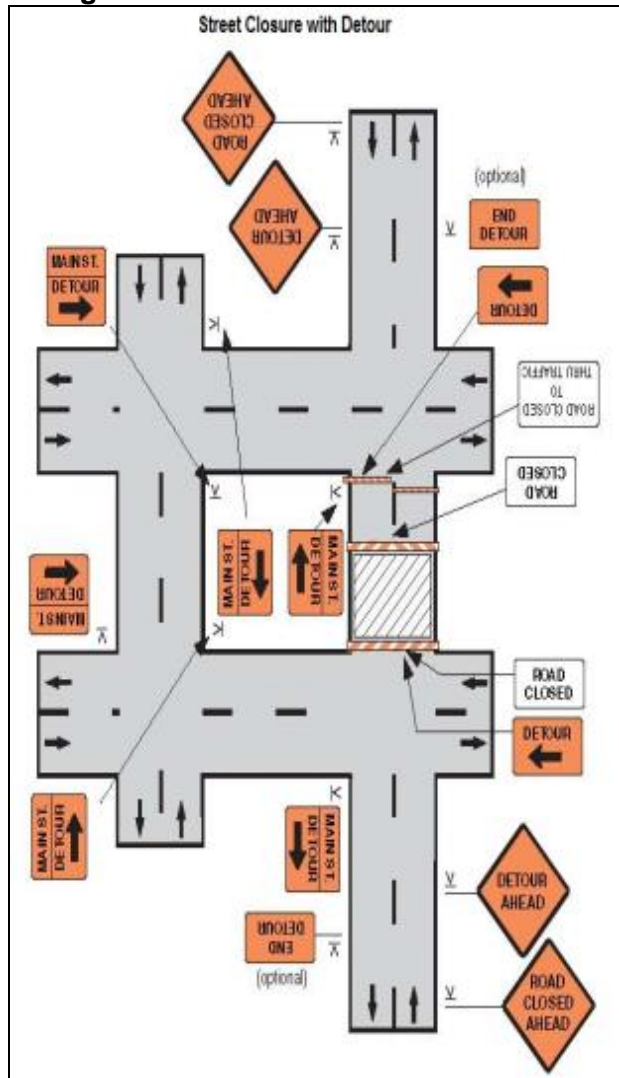 Street Closure with Detour
ROAD
CLOSED
AHEAD
DETOUR
AHEAD
(optional)
END
DETOUR
MAIN ST.
DETOUR
DETOUR
ROAD CLOSED
TO
THRU TRAFFIC
ROAD
CLOSED
MAIN ST.
DETOUR
MAIN ST.
DETOUR
MAIN ST.
DETOUR
ROAD
CLOSED
DETOUR
MAIN ST.
DETOUR
MAIN ST.
DETOUR
DETOUR
AHEAD
END
DETOUR
(optional)
ROAD
CLOSED
AHEAD